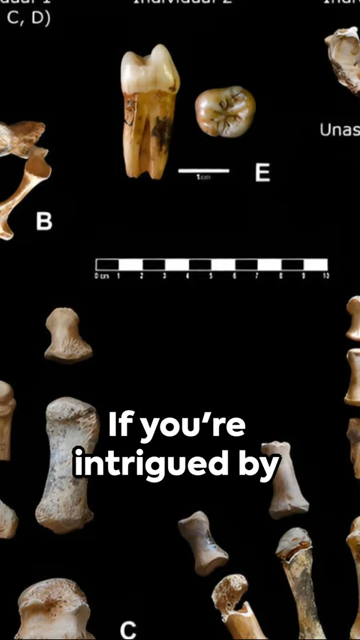 Individual 2
C, D)
Unas
E
1cm
B
0 cm 1 2 3 4 5 6 7 8 9 10
If you're
intrigued by
C